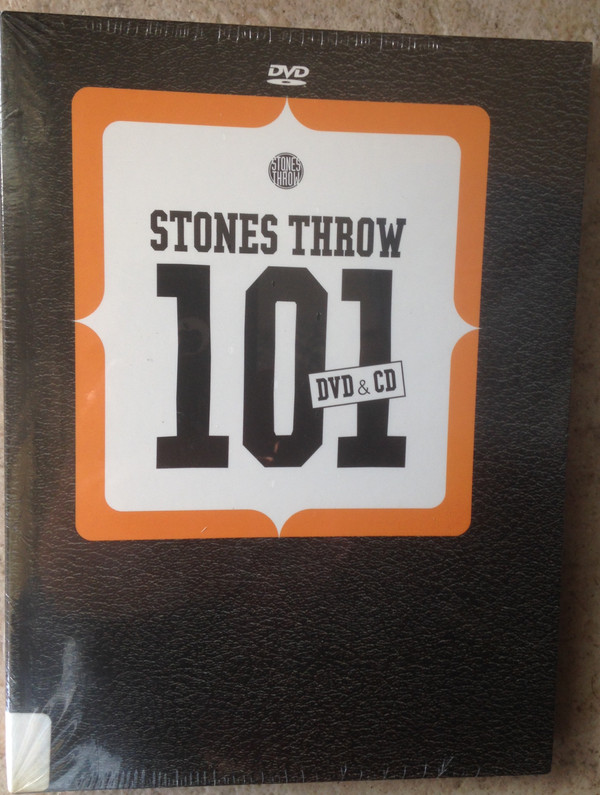 DVD
STONES
THROW
STONES THROW
101
DVD & CD